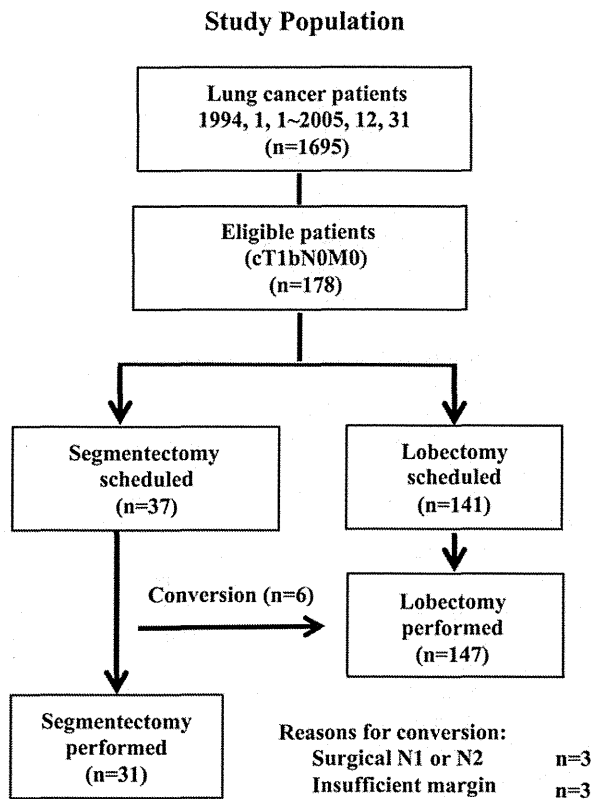 Study Population
Lung cancer patients
1994, 1, 1~2005, 12, 31
(n=1695)
Eligible patients
(cT1bN0M0)
(n=178)
Segmentectomy
scheduled
(n=37)
Lobectomy
scheduled
(n=141)
Conversion (n=6)
Lobectomy
performed
(n=147)
Segmentectomy
performed
(n=31)
Reasons for conversion:
Surgical N1 or N2 n=3
Insufficient margin n=3